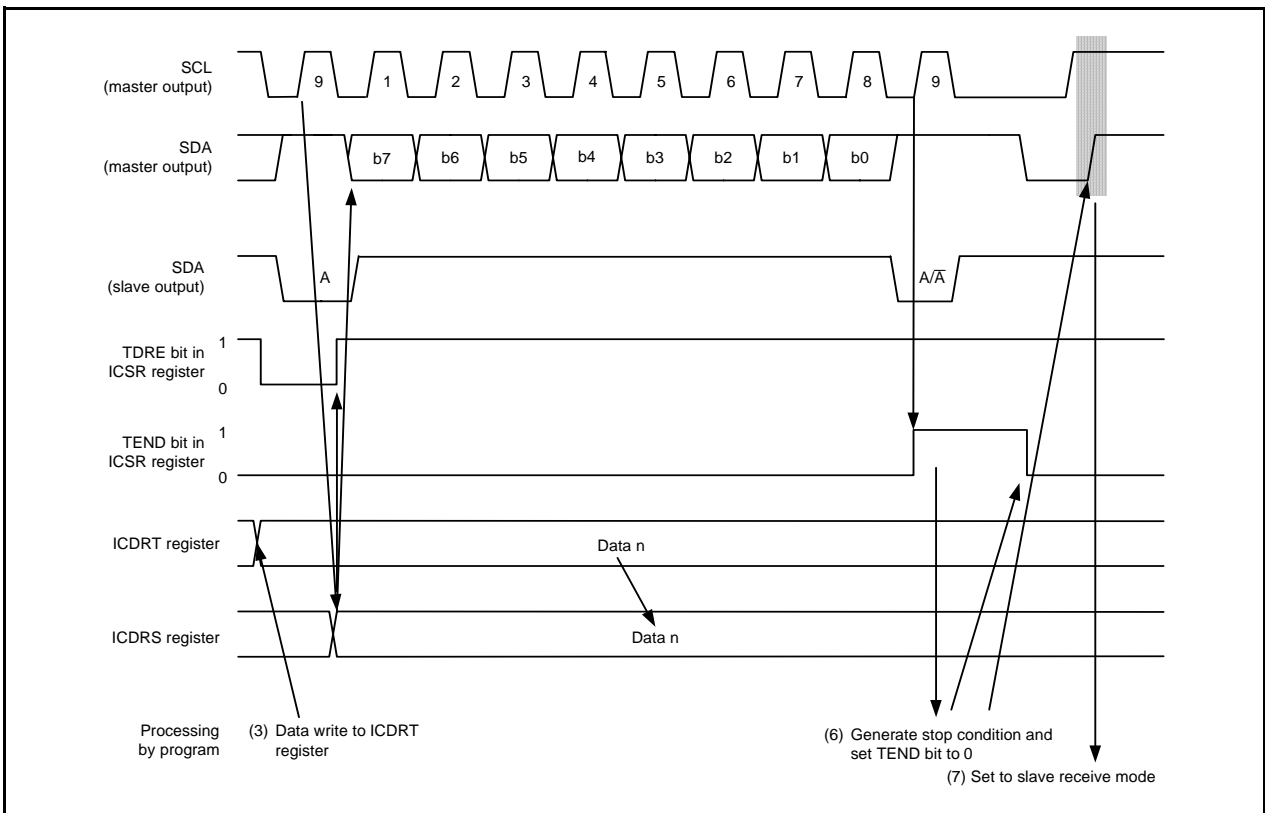 SCL
(master output)
9 1 2 3 4 5 6 7 8 9
SDA
(master output)
b7 b6 b5 b4 b3 b2 b1 b0
SDA
(slave output)
A A/A̅
TDRE bit in
ICSR register
1
0
TEND bit in
ICSR register
1
0
ICDRT register
Data n
ICDRS register
Data n
Processing
by program
(3) Data write to ICDRT
register
(6) Generate stop condition and
set TEND bit to 0
(7) Set to slave receive mode